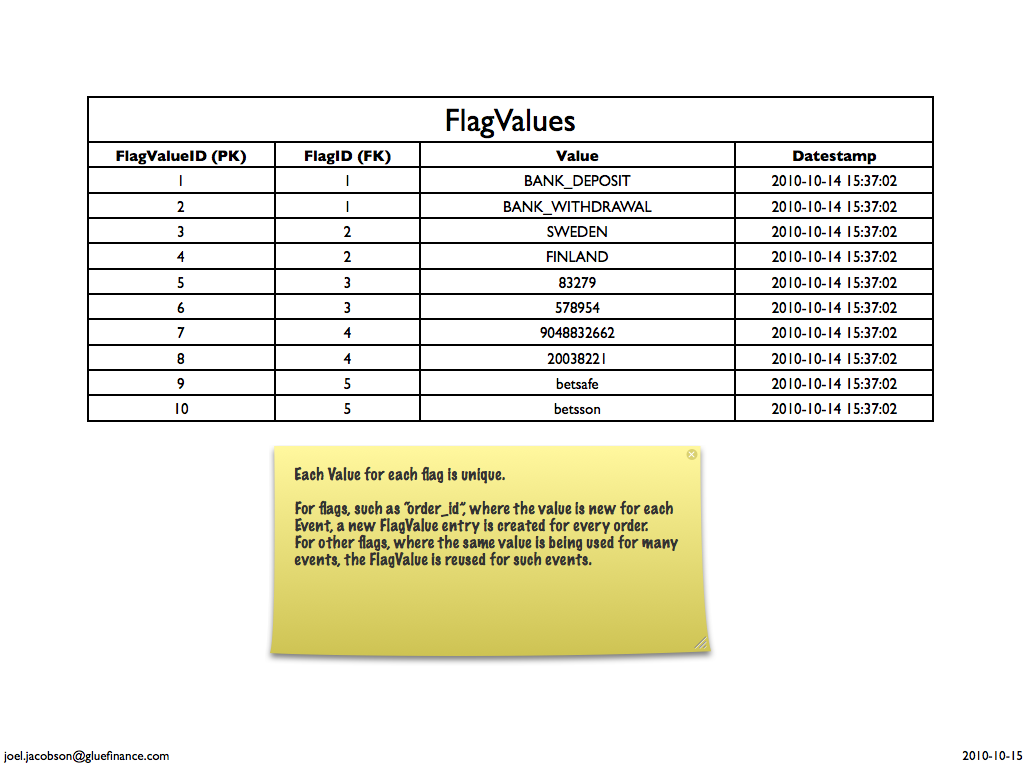 FlagValues
FlagValueID (PK) FlagID (FK) Value Datestamp
1 1 BANK_DEPOSIT 2010-10-14 15:37:02
2 1 BANK_WITHDRAWAL 2010-10-14 15:37:02
3 2 SWEDEN 2010-10-14 15:37:02
4 2 FINLAND 2010-10-14 15:37:02
5 3 83279 2010-10-14 15:37:02
6 3 578954 2010-10-14 15:37:02
7 4 9048832662 2010-10-14 15:37:02
8 4 20038221 2010-10-14 15:37:02
9 5 betsafe 2010-10-14 15:37:02
10 5 betsson 2010-10-14 15:37:02
Each Value for each flag is unique.
For flags, such as "order_id", where the value is new for each
Event, a new FlagValue entry is created for every order.
For other flags, where the same value is being used for many
events, the FlagValue is reused for such events.
joel.jacobson@gluefinance.com 2010-10-15